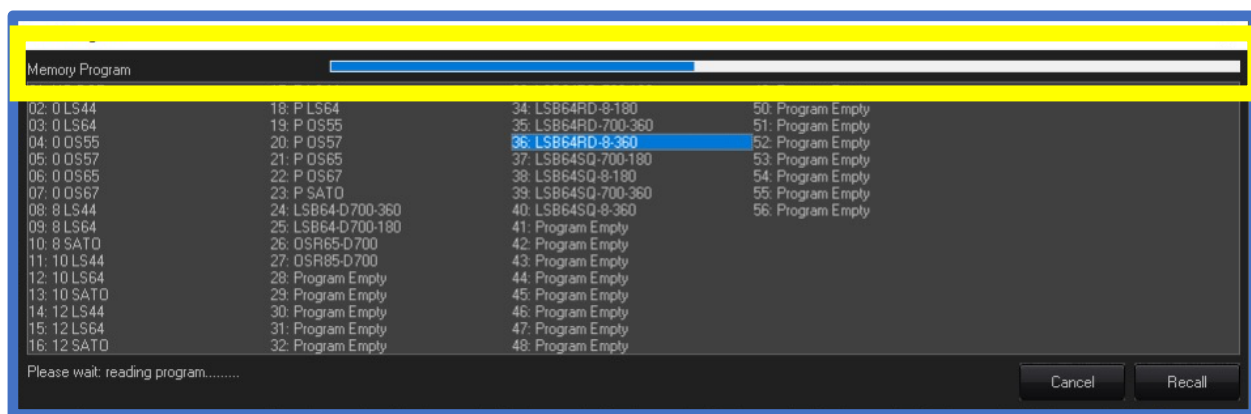 Memory Program
02: 0 LS44
03: 0 LS64
04: 0 OS55
05: 0 OS57
06: 0 OS65
07: 0 OS67
08: 8 LS44
09: 8 LS64
10: 8 SATO
11: 10 LS44
12: 10 LS64
13: 10 SATO
14: 12 LS44
15: 12 LS64
16: 12 SATO
18: P LS64
19: P OS55
20: P OS57
21: P OS65
22: P OS67
23: P SATO
24: LSB64-D700-360
25: LSB64-D700-180
26: OSR65-D700
27: OSR85-D700
28: Program Empty
29: Program Empty
30: Program Empty
31: Program Empty
32: Program Empty
34: LSB64RD-8-180
35: LSB64RD-700-360
36: LSB64RD-8-360
37: LSB64SQ-700-180
38: LSB64SQ-8-180
39: LSB64SQ-700-360
40: LSB64SQ-8-360
41: Program Empty
42: Program Empty
43: Program Empty
44: Program Empty
45: Program Empty
46: Program Empty
47: Program Empty
48: Program Empty
50: Program Empty
51: Program Empty
52: Program Empty
53: Program Empty
54: Program Empty
55: Program Empty
56: Program Empty
Please wait: reading program.........
Cancel
Recall